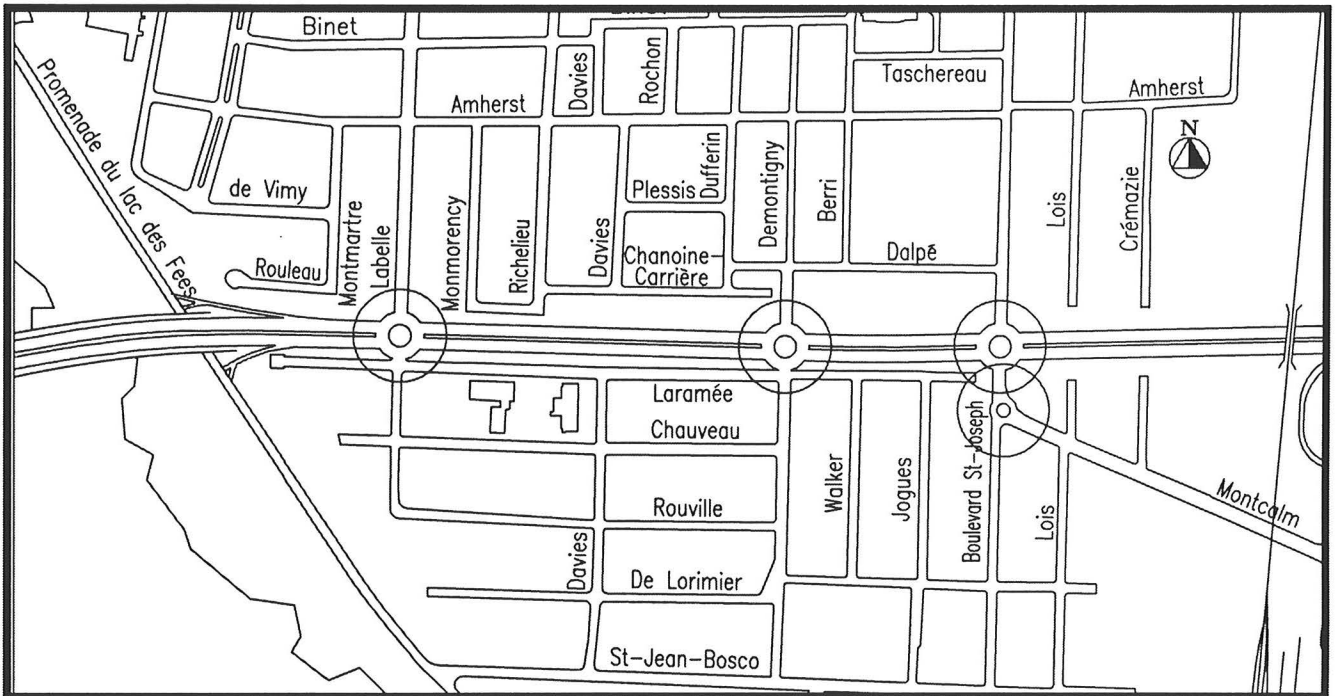 Binet
Binet
Promenade du lac des Fees
Davies
Rochon
Taschereau
Amherst
Amherst
N
de Vimy
Montmartre
Labelle
Monmorency
Richelieu
Davies
Plessis
Dufferin
Demontigny
Berri
Lois
Crémazie
Rouleau
Chanoine-
Carrière
Dalpé
Laramée
Chauveau
Rouville
Davies
De Lorimier
St-Jean-Bosco
Walker
Jogues
Boulevard St-Joseph
Lois
Montcalm